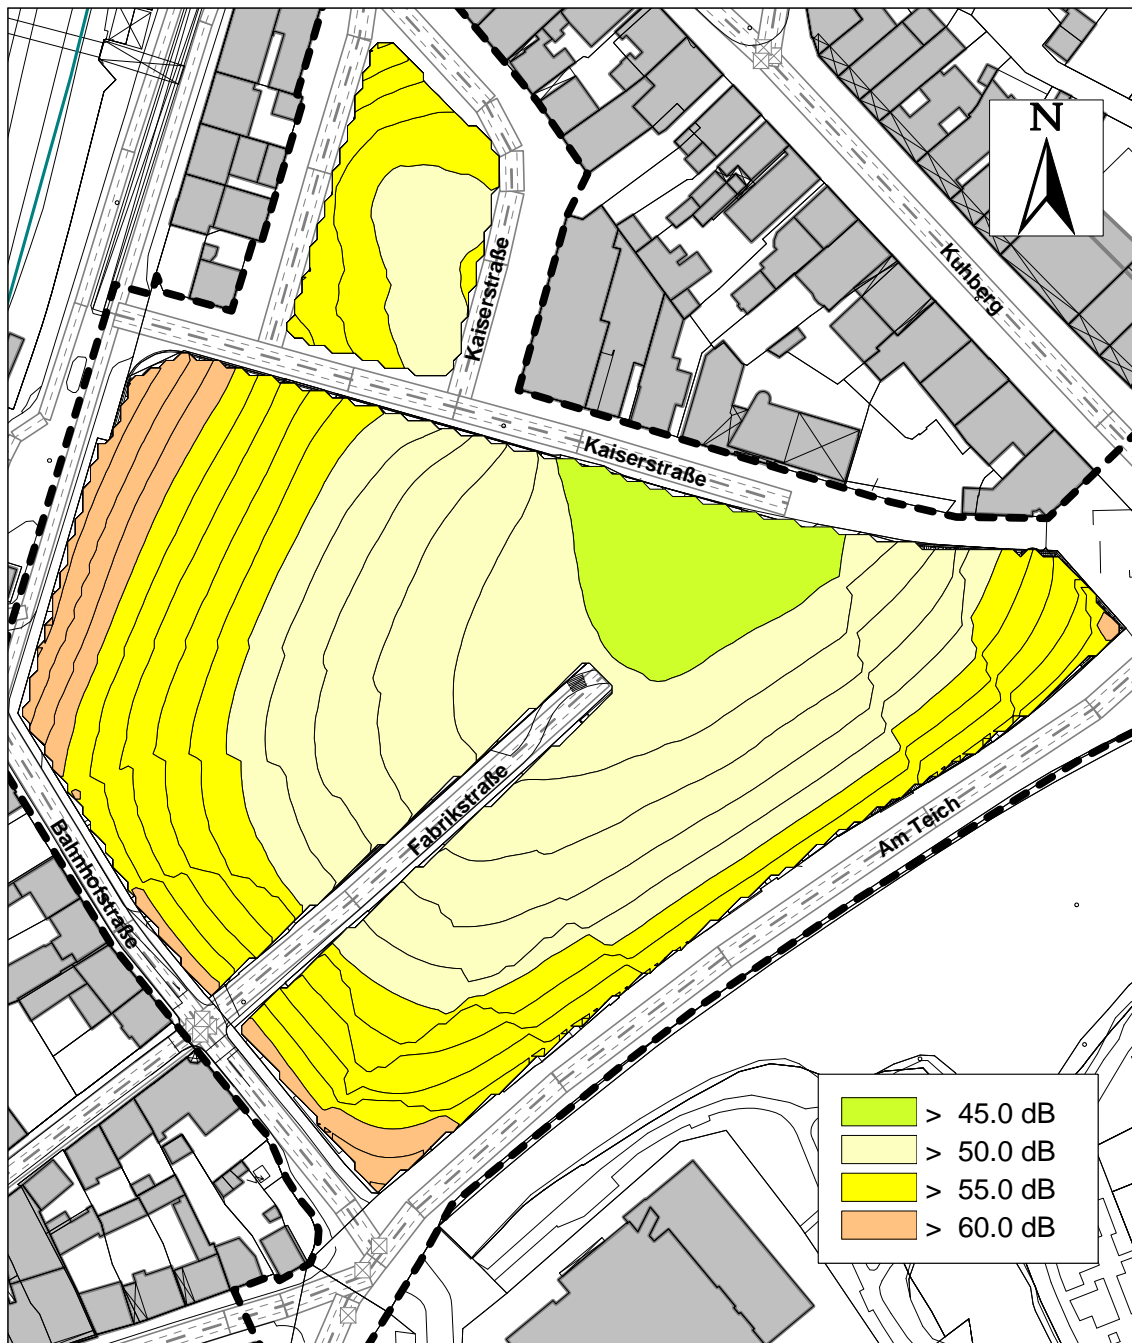 N
Kuhberg
Kaiserstraße
Kaiserstraße
Fabrikstraße
Am Teich
Bahnhofstraße
> 45.0 dB
> 50.0 dB
> 55.0 dB
> 60.0 dB